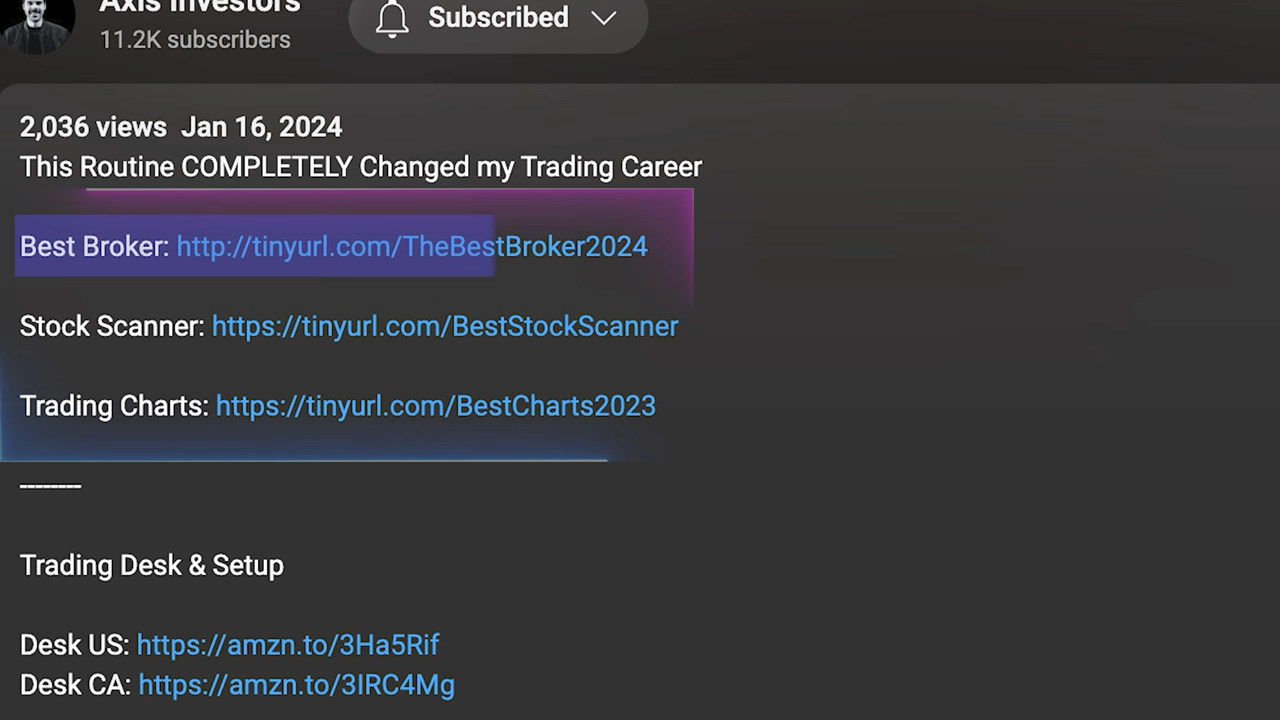 Axis Investors
11.2K subscribers
Subscribed
2,036 views Jan 16, 2024
This Routine COMPLETELY Changed my Trading Career
Best Broker: http://tinyurl.com/TheBestBroker2024
Stock Scanner: https://tinyurl.com/BestStockScanner
Trading Charts: https://tinyurl.com/BestCharts2023
--------
Trading Desk & Setup
Desk US: https://amzn.to/3Ha5Rif
Desk CA: https://amzn.to/3IRC4Mg